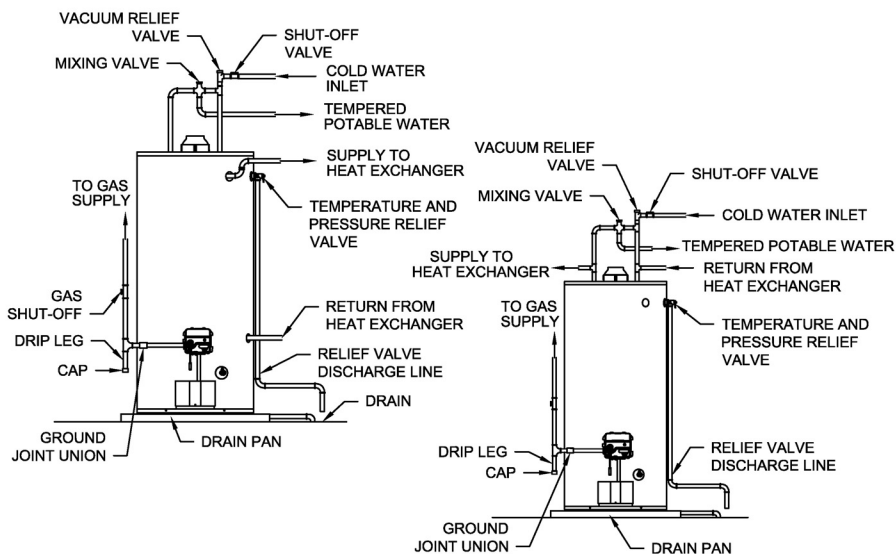 VACUUM RELIEF
VALVE
SHUT-OFF
VALVE
MIXING VALVE
COLD WATER
INLET
TEMPERED
POTABLE WATER
SUPPLY TO
HEAT EXCHANGER
TO GAS
SUPPLY
TEMPERATURE AND
PRESSURE RELIEF
VALVE
GAS
SHUT-OFF
RETURN FROM
HEAT EXCHANGER
DRIP LEG
CAP
RELIEF VALVE
DISCHARGE LINE
DRAIN
GROUND
JOINT UNION
DRAIN PAN
VACUUM RELIEF
VALVE
SHUT-OFF VALVE
MIXING VALVE
COLD WATER INLET
TEMPERED POTABLE WATER
SUPPLY TO
HEAT EXCHANGER
RETURN FROM
HEAT EXCHANGER
TO GAS
SUPPLY
TEMPERATURE AND
PRESSURE RELIEF
VALVE
DRIP LEG
CAP
RELIEF VALVE
DISCHARGE LINE
GROUND
JOINT UNION
DRAIN PAN